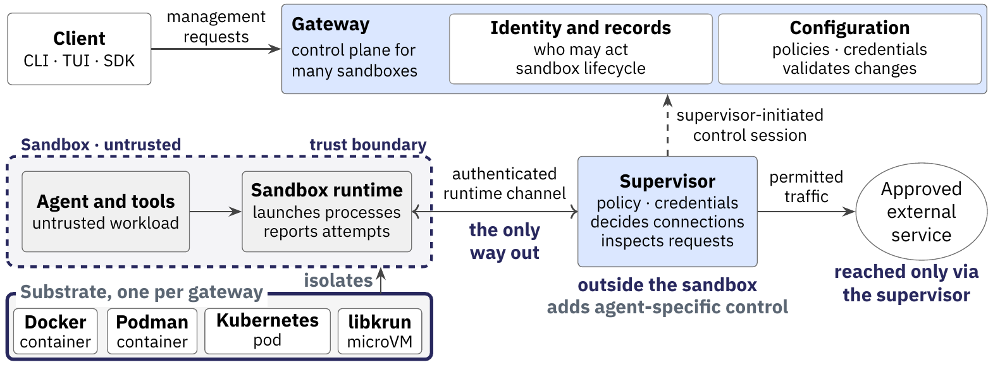 Client
CLI · TUI · SDK
management
requests
Gateway
control plane for
many sandboxes
Identity and records
who may act
sandbox lifecycle
Configuration
policies · credentials
validates changes
supervisor-initiated
control session
Sandbox · untrusted
trust boundary
Agent and tools
untrusted workload
Sandbox runtime
launches processes
reports attempts
authenticated
runtime channel
the only
way out
Supervisor
policy · credentials
decides connections
inspects requests
outside the sandbox
adds agent-specific control
permitted
traffic
Approved
external
service
reached only via
the supervisor
isolates
Substrate, one per gateway
Docker
container
Podman
container
Kubernetes
pod
libkrun
microVM